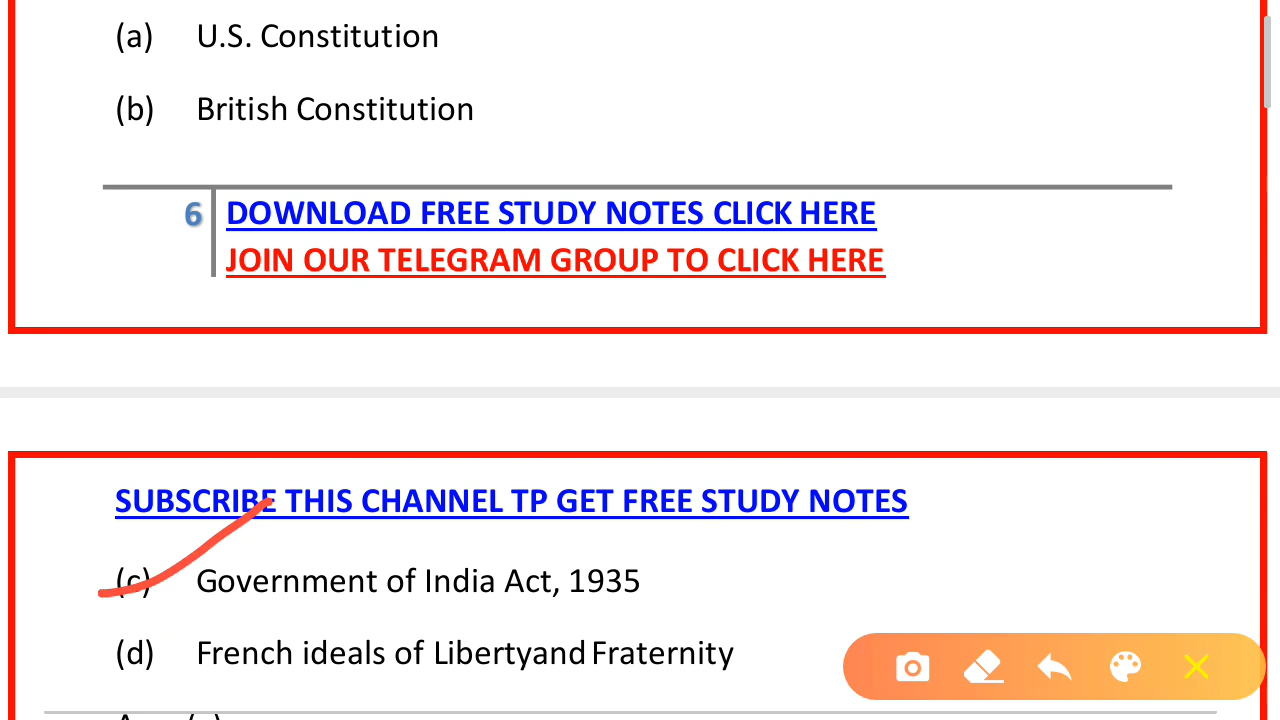 (a) U.S. Constitution
(b) British Constitution
6 DOWNLOAD FREE STUDY NOTES CLICK HERE
JOIN OUR TELEGRAM GROUP TO CLICK HERE
SUBSCRIBE THIS CHANNEL TP GET FREE STUDY NOTES
(c) Government of India Act, 1935
(d) French ideals of Libertyand Fraternity